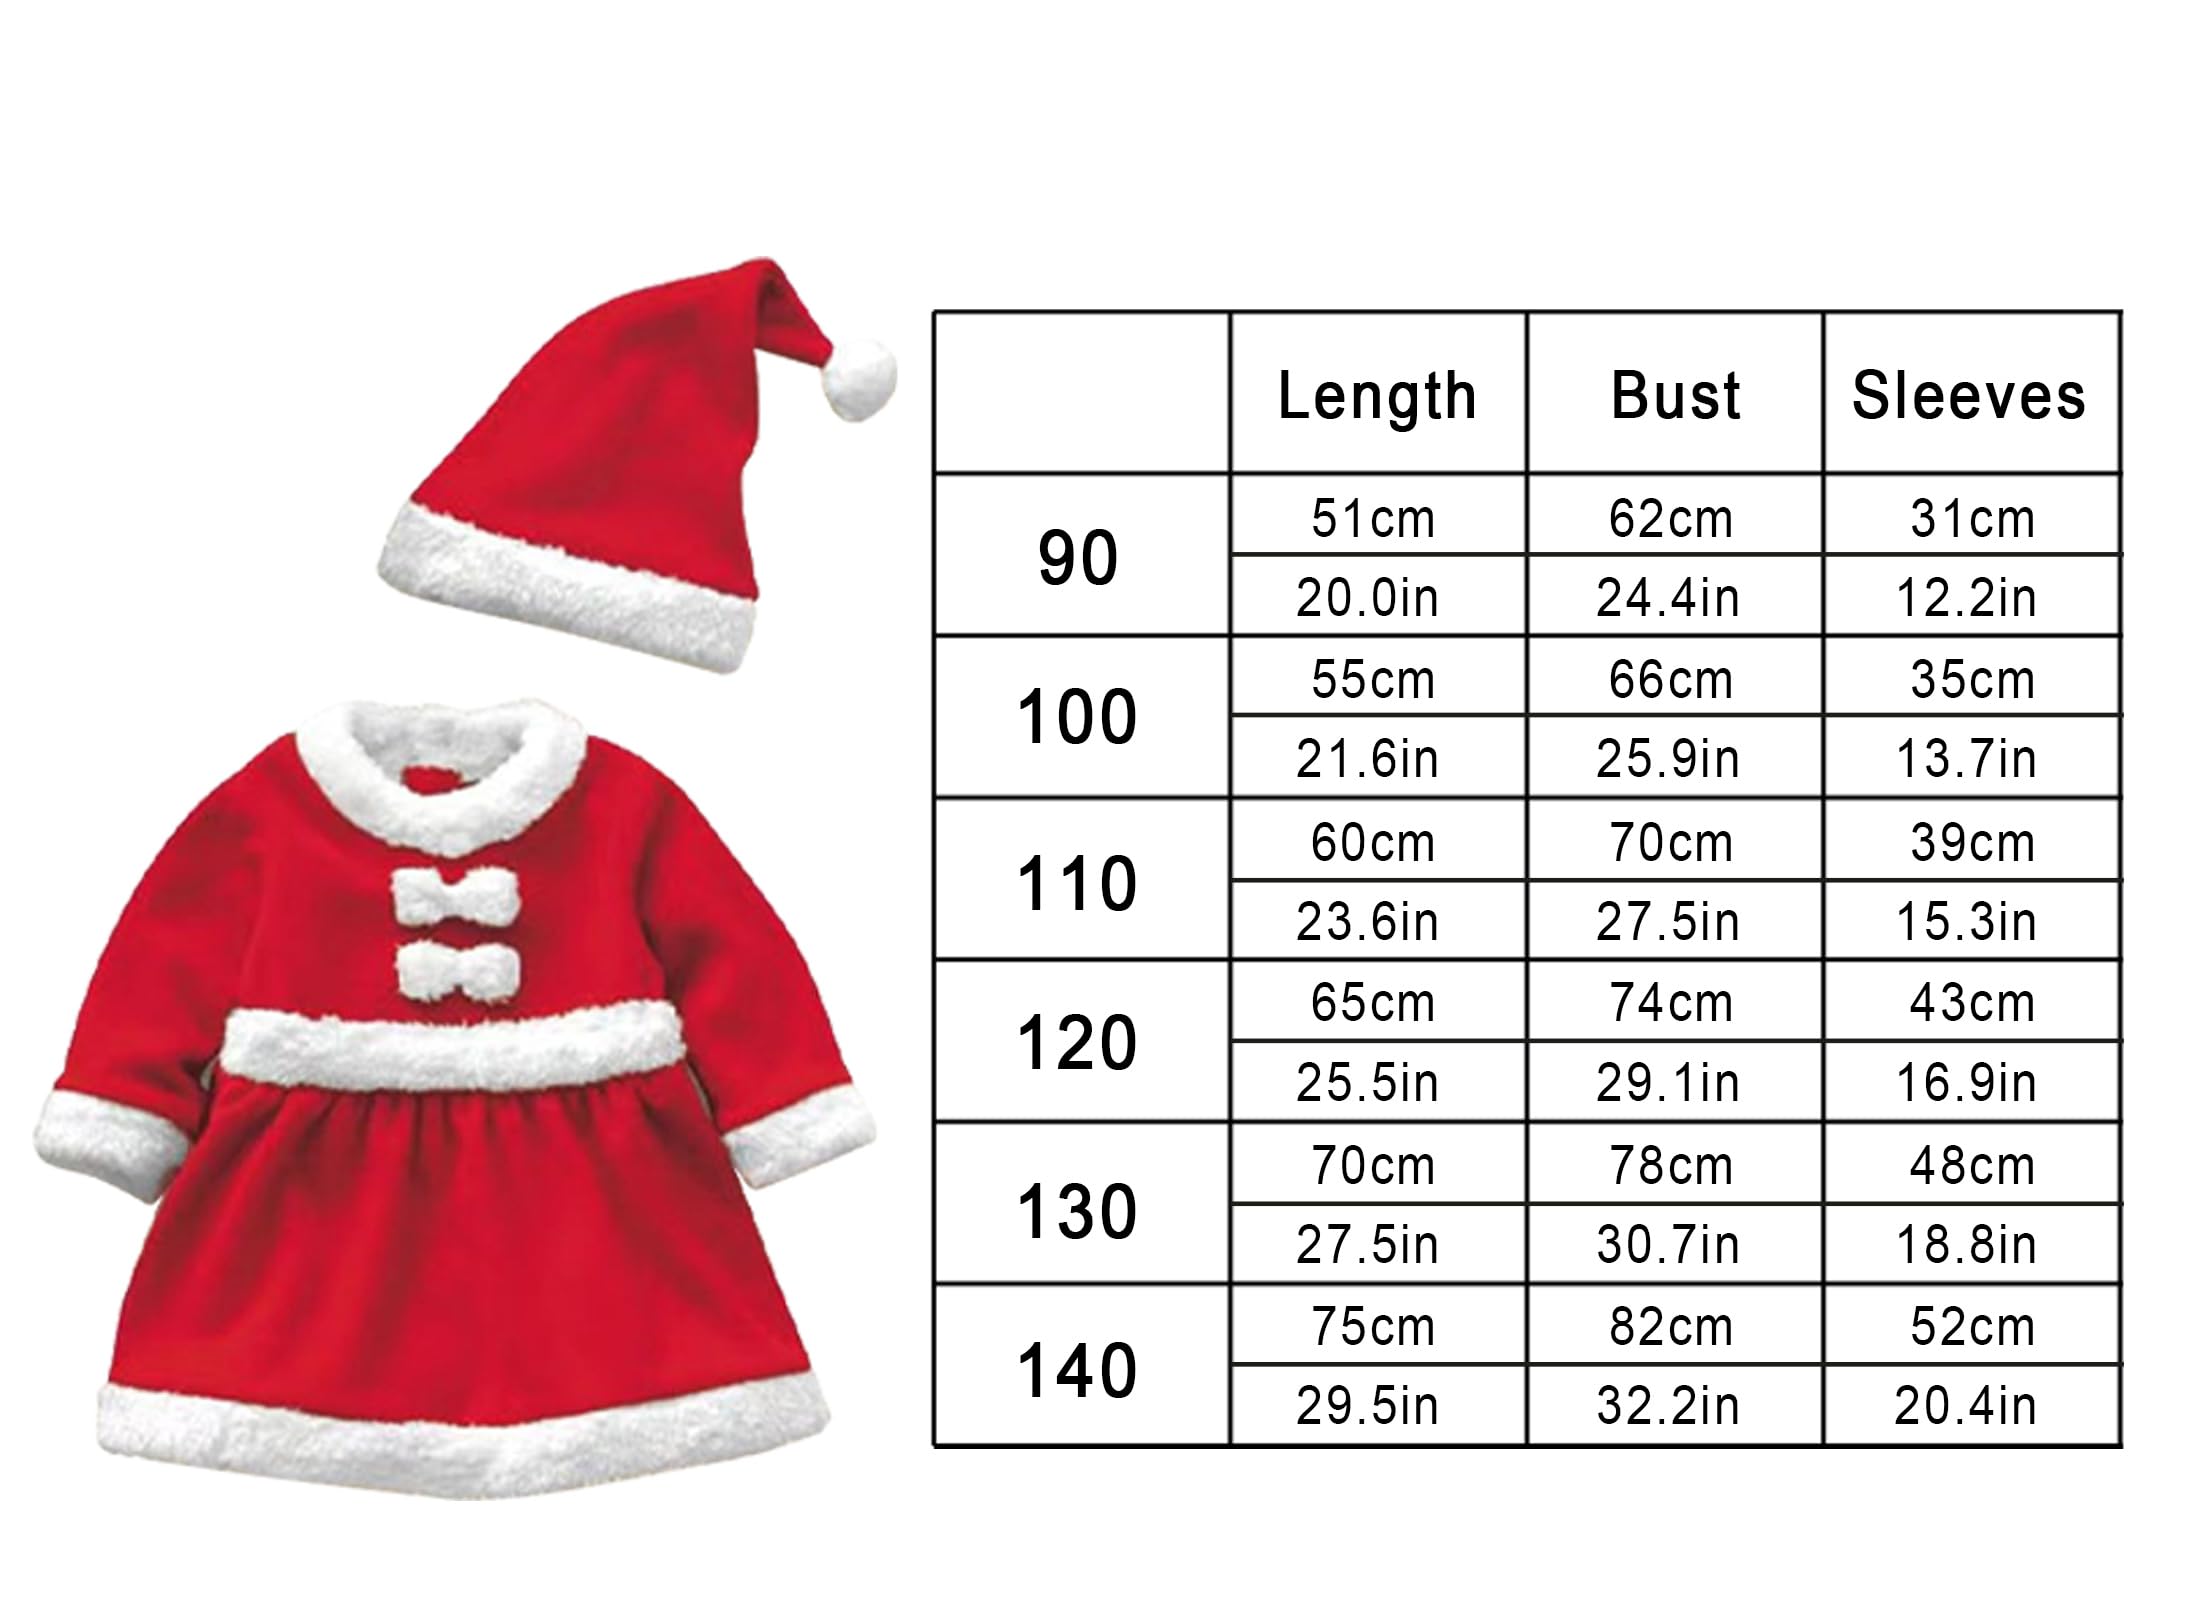 Length Bust Sleeves
90
51cm 62cm 31cm
20.0in 24.4in 12.2in
100
55cm 66cm 35cm
21.6in 25.9in 13.7in
110
60cm 70cm 39cm
23.6in 27.5in 15.3in
120
65cm 74cm 43cm
25.5in 29.1in 16.9in
130
70cm 78cm 48cm
27.5in 30.7in 18.8in
140
75cm 82cm 52cm
29.5in 32.2in 20.4in